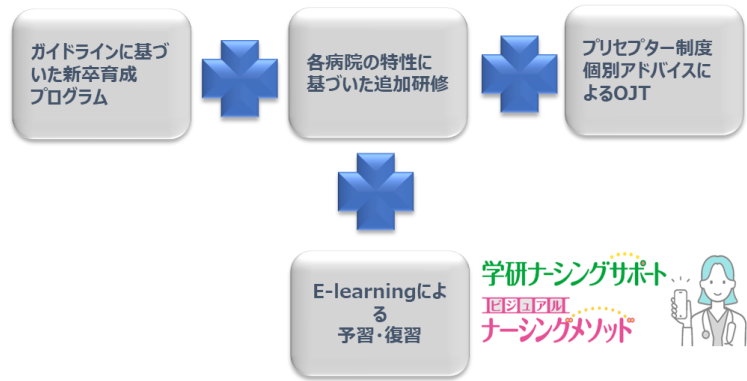 ガイドラインに基づ
いた新卒育成
プログラム
各病院の特性に
基づいた追加研修
プリセプター制度
個別アドバイスに
よるOJT
E-learningによ
る
予習・復習
学研ナーシングサポート
ビジュアル
ナーシングメソッド